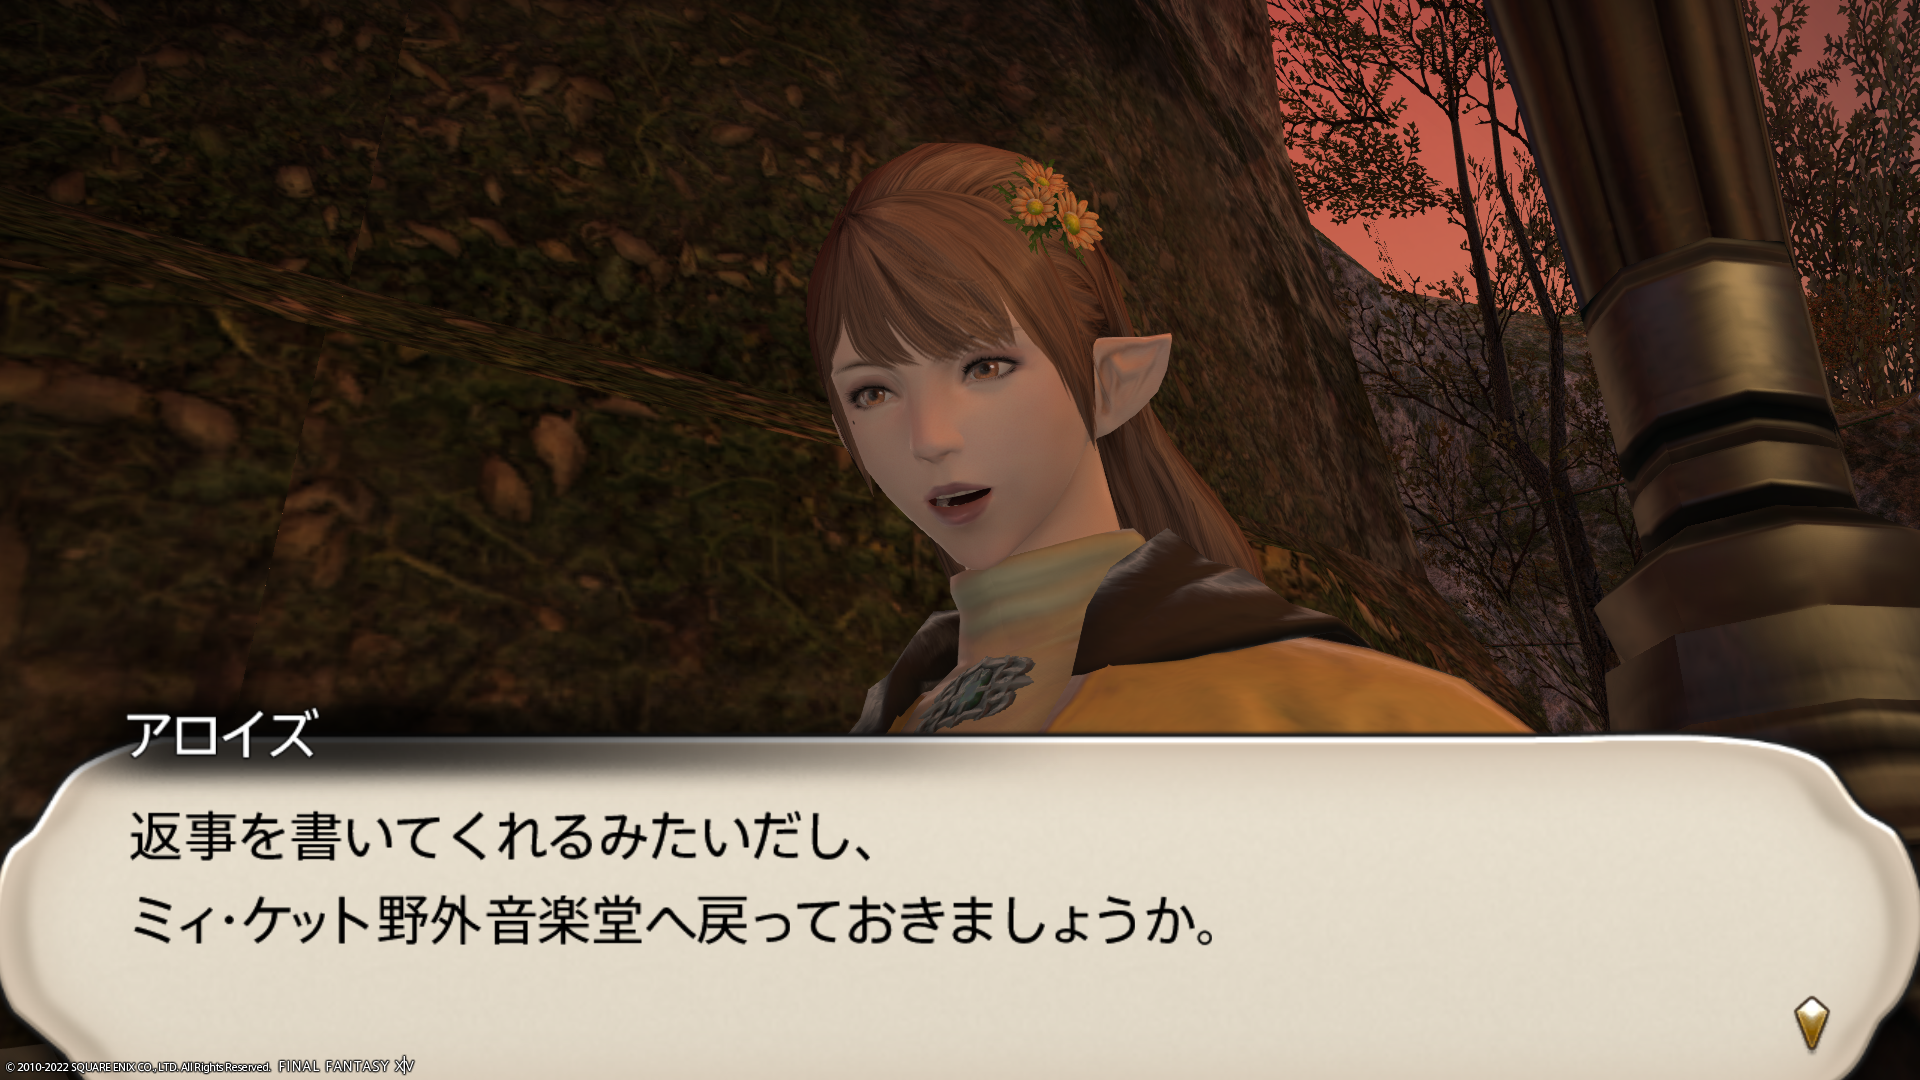 アロイズ
返事を書いてくれるみたいだし、
ミィ・ケット野外音楽堂へ戻っておきましょうか。
© 2010-2022 SQUARE ENIX CO., LTD. All Rights Reserved. FINAL FANTASY XIV